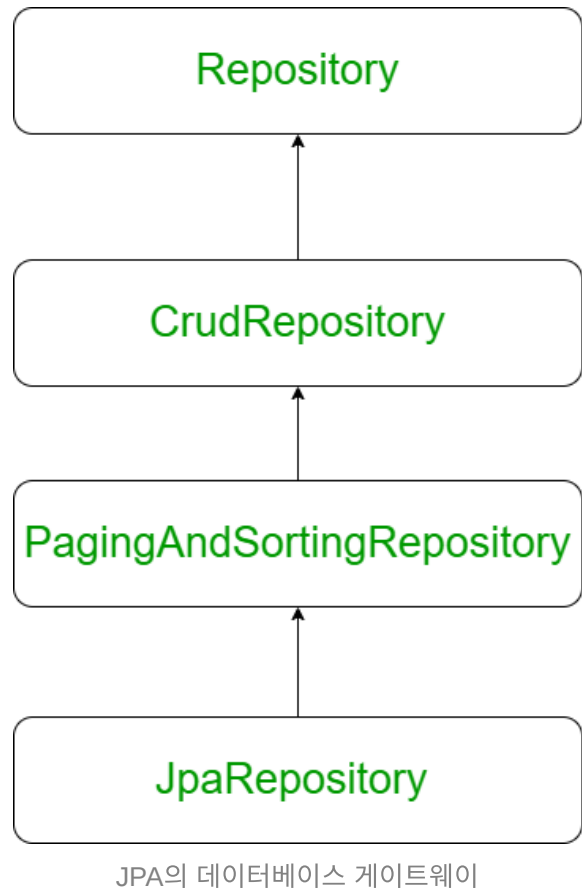 Repository
CrudRepository
PagingAndSortingRepository
JpaRepository
JPA의 데이터베이스 게이트웨이